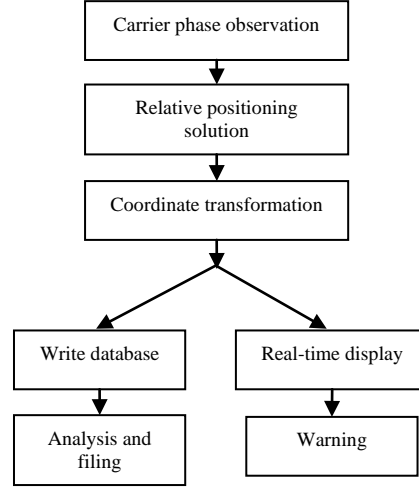 Carrier phase observation
Relative positioning
solution
Coordinate transformation
Write database
Real-time display
Analysis and
filing
Warning